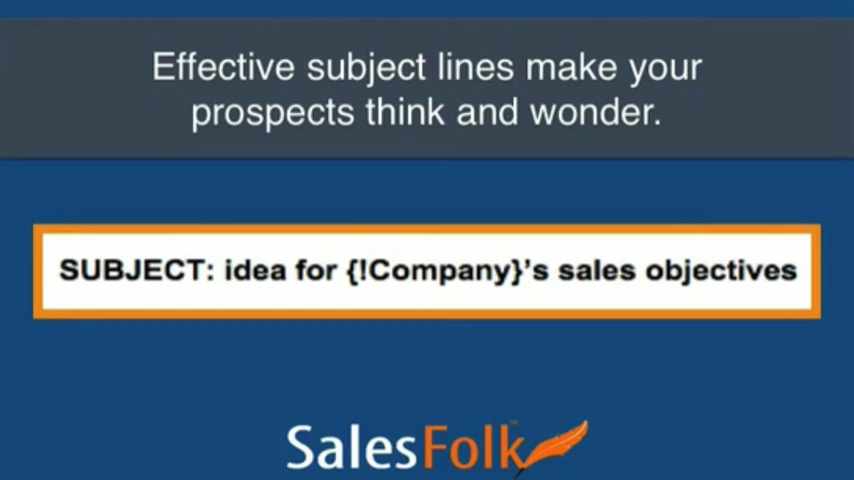 Effective subject lines make your
prospects think and wonder.
SUBJECT: idea for {!Company}'s sales objectives
SalesFolk